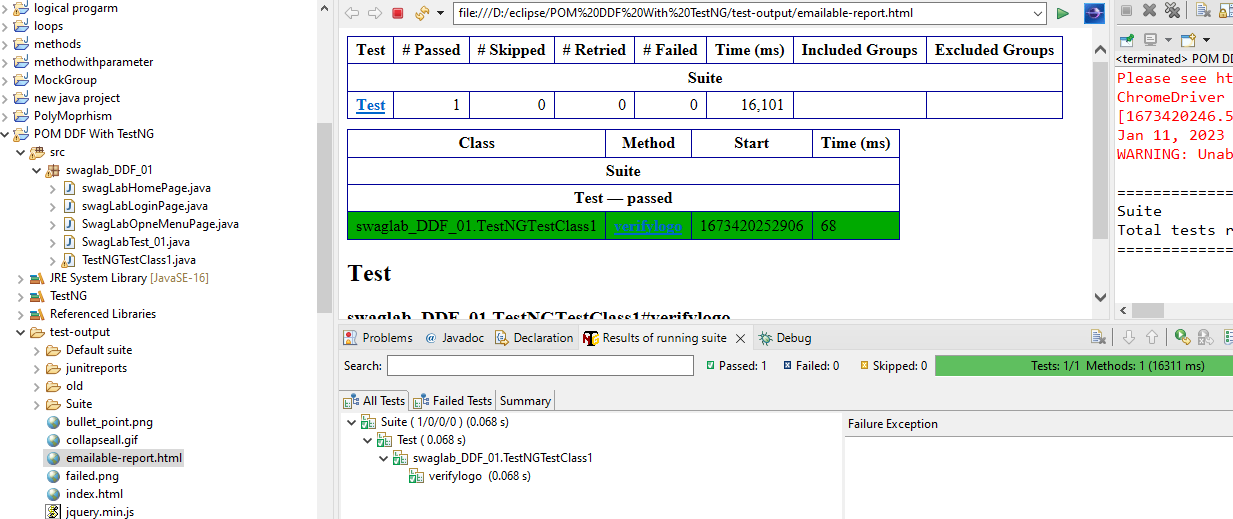 logical progarm
loops
methods
methodwithparameter
MockGroup
new java project
PolyMoprhism
POM DDF With TestNG
src
swaglab_DDF_01
swagLabHomePage.java
swagLabLoginPage.java
SwagLabOpneMenuPage.java
SwagLabTest_01.java
TestNGTestClass1.java
JRE System Library [JavaSE-16]
TestNG
Referenced Libraries
test-output
Default suite
junitreports
old
Suite
bullet_point.png
collapseall.gif
emailable-report.html
failed.png
index.html
jquery.min.js
file:///D:/eclipse/POM%20DDF%20With%20TestNG/test-output/emailable-report.html
Test # Passed # Skipped # Retried # Failed Time (ms) Included Groups Excluded Groups
Suite
Test 1 0 0 0 16,101
Class Method Start Time (ms)
Suite
Test — passed
swaglab_DDF_01.TestNGTestClass1 verifylogo 1673420252906 68
Test
swaglab_DDF_01.TestNGTestClass1#verifylogo
<terminated> POM DD
Please see ht
ChromeDriver
[1673420246.5
Jan 11, 2023
WARNING: Unab
=============
Suite
Total tests r
=============
Problems @ Javadoc Declaration Results of running suite Debug
Search: Passed: 1 Failed: 0 Skipped: 0 Tests: 1/1 Methods: 1 (16311 ms)
All Tests Failed Tests Summary
Suite ( 1/0/0/0 ) (0.068 s)
Test ( 0.068 s)
swaglab_DDF_01.TestNGTestClass1
verifylogo (0.068 s)
Failure Exception